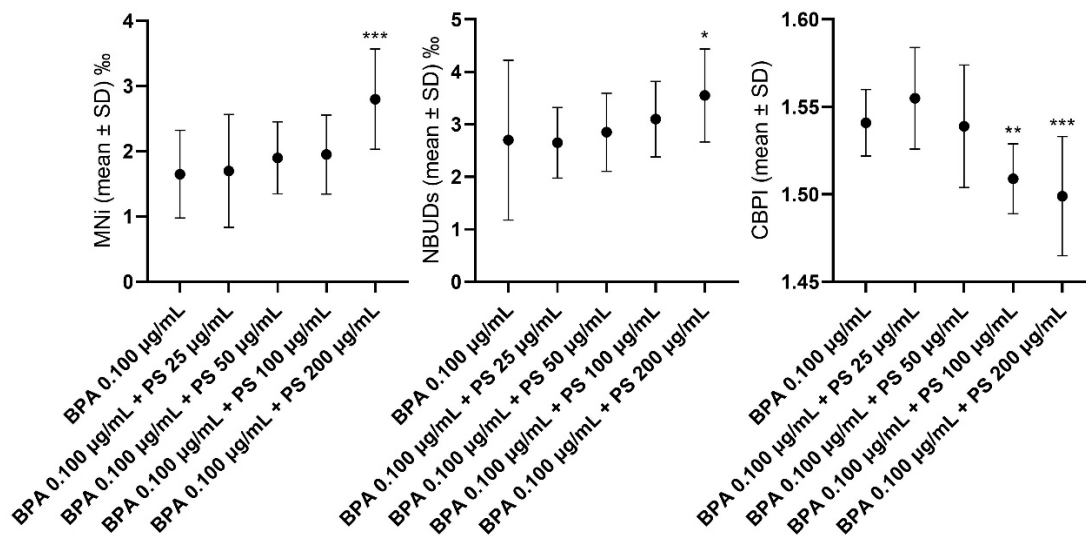 MNi (mean ± SD) ‰
4
3
2
1
0
***
BPA 0.100 µg/mL
BPA 0.100 µg/mL + PS 25 µg/mL
BPA 0.100 µg/mL + PS 50 µg/mL
BPA 0.100 µg/mL + PS 100 µg/mL
BPA 0.100 µg/mL + PS 200 µg/mL
NBUDs (mean ± SD) ‰
5
4
3
2
1
0
*
BPA 0.100 µg/mL
BPA 0.100 µg/mL + PS 25 µg/mL
BPA 0.100 µg/mL + PS 50 µg/mL
BPA 0.100 µg/mL + PS 100 µg/mL
BPA 0.100 µg/mL + PS 200 µg/mL
CBPI (mean ± SD)
1.60
1.55
1.50
1.45
**
***
BPA 0.100 µg/mL
BPA 0.100 µg/mL + PS 25 µg/mL
BPA 0.100 µg/mL + PS 50 µg/mL
BPA 0.100 µg/mL + PS 100 µg/mL
BPA 0.100 µg/mL + PS 200 µg/mL